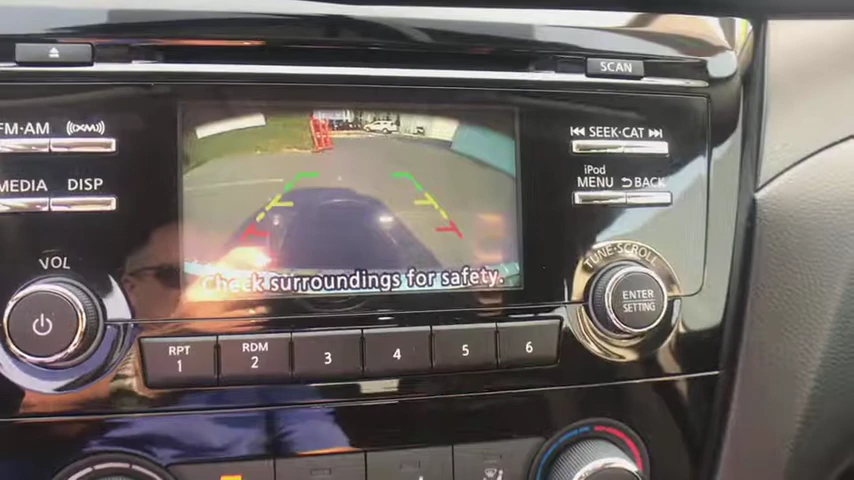 SCAN
FM·AM
((XM))
SEEK·CAT
iPod
MEDIA
DISP
MENU
BACK
VOL
TUNE·SCROLL
Check surroundings for safety.
ENTER
SETTING
RPT
1
RDM
2
3
4
5
6